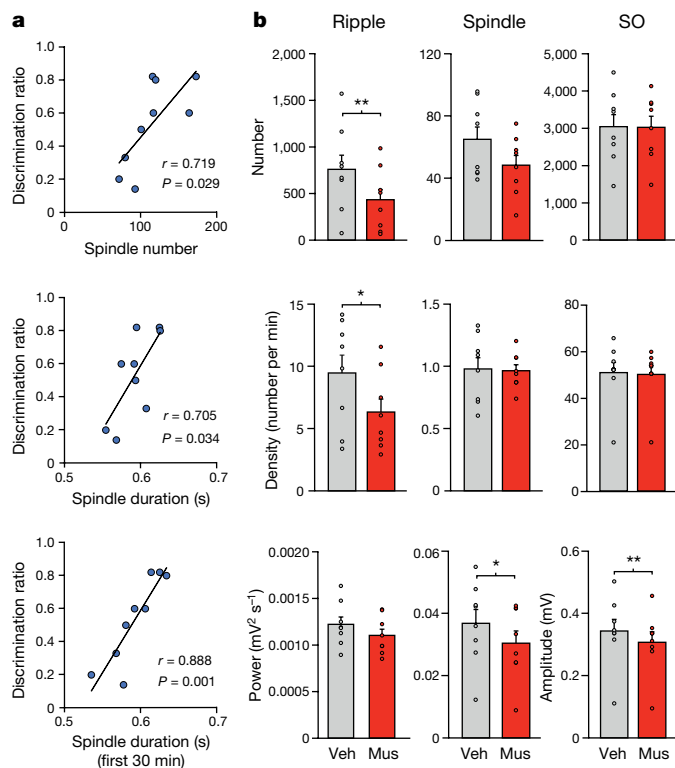 a
Discrimination ratio
1.0
0.8
0.6
0.4
0.2
0
0
100
200
r = 0.719
P = 0.029
Spindle number
Discrimination ratio
1.0
0.8
0.6
0.4
0.2
0
0.5
0.6
0.7
r = 0.705
P = 0.034
Spindle duration (s)
Discrimination ratio
1.0
0.8
0.6
0.4
0.2
0
0.5
0.6
0.7
r = 0.888
P = 0.001
Spindle duration (s)
(first 30 min)
b
Ripple
Spindle
SO
Number
2,000
1,500
1,000
500
0
**
120
80
40
0
5,000
4,000
3,000
2,000
1,000
0
Density (number per min)
15
10
5
0
*
1.5
1.0
0.5
0
80
60
40
20
0
Power (mV² s⁻¹)
0.0020
0.0015
0.0010
0.0005
0
Veh Mus
0.06
0.04
0.02
0
*
Veh Mus
Amplitude (mV)
0.6
0.4
0.2
0
**
Veh Mus